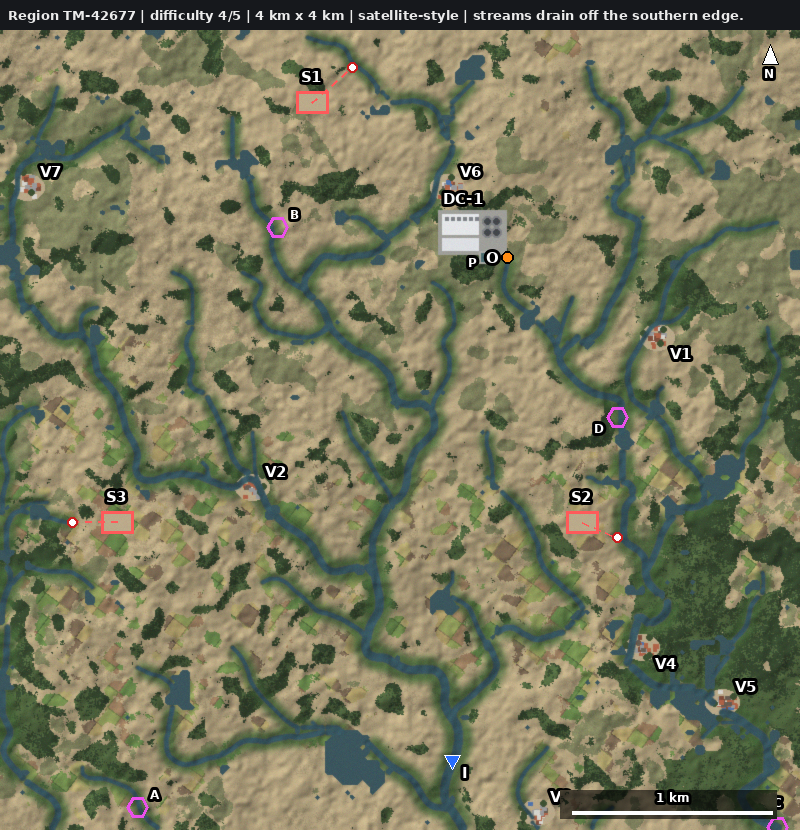 Region TM-42677 | difficulty 4/5 | 4 km x 4 km | satellite-style | streams drain off the southern edge.
N
S1
V7
V6
DC-1
B
P
O
V1
D
V2
S3
S2
V4
V5
I
A
1 km